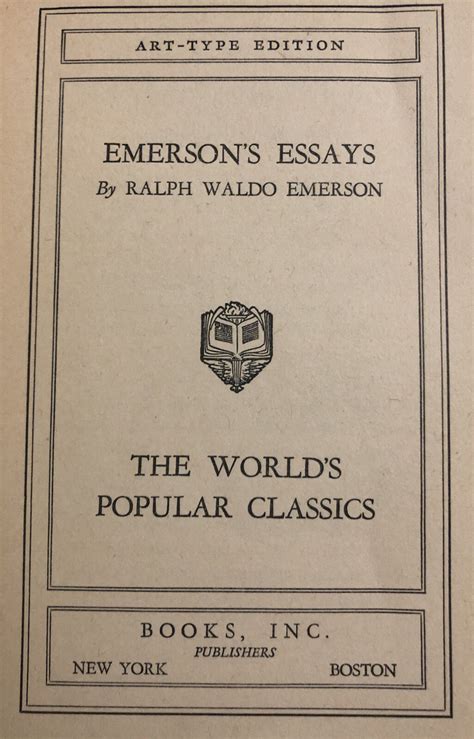 ART-TYPE EDITION
EMERSON'S ESSAYS
By RALPH WALDO EMERSON
THE WORLD'S
POPULAR CLASSICS
BOOKS, INC.
PUBLISHERS
NEW YORK BOSTON